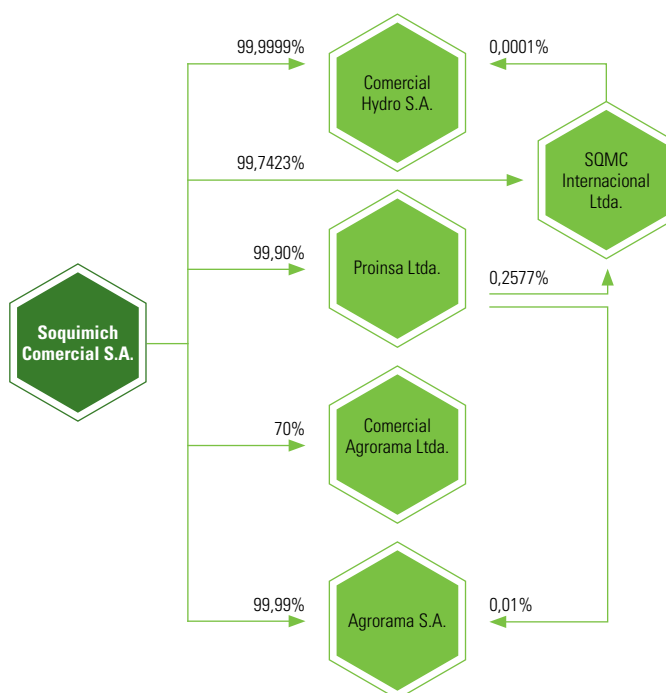 99,9999%
0,0001%
Comercial
Hydro S.A.
99,7423%
SQMC
Internacional
Ltda.
99,90%
Proinsa Ltda.
0,2577%
Soquimich
Comercial S.A.
70%
Comercial
Agrorama Ltda.
99,99%
0,01%
Agrorama S.A.